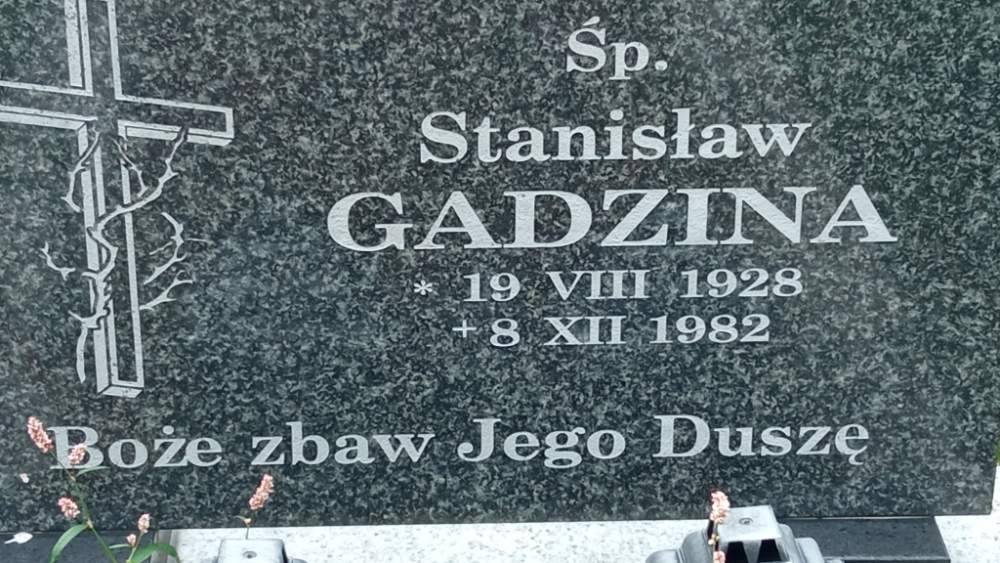 Śp.
Stanisław
GADZINA
* 19 VIII 1928
+ 8 XII 1982
Boże zbaw Jego Duszę